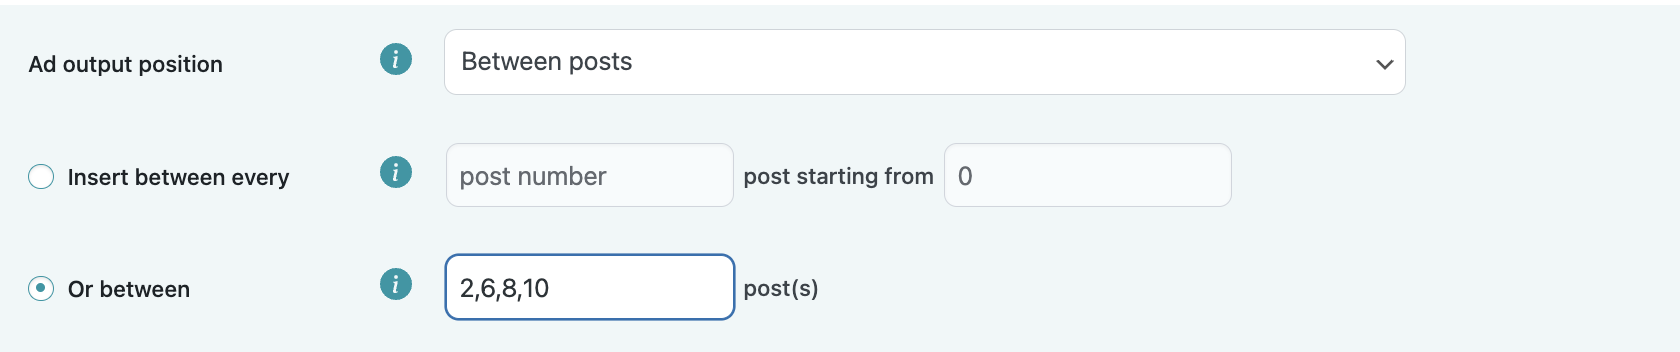 Ad output position i Between posts
Insert between every i post number post starting from 0
Or between i 2,6,8,10 post(s)